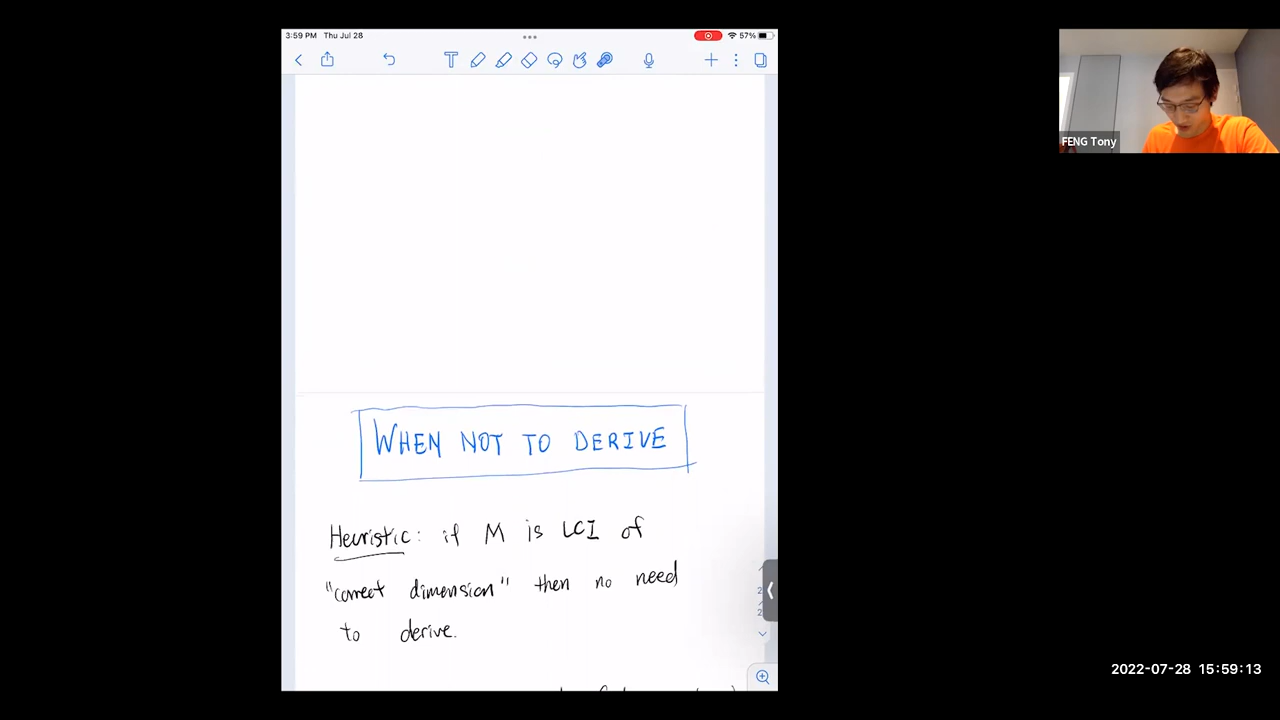 3:59 PM Thu Jul 28
57%
FENG Tony
WHEN NOT TO DERIVE
Heuristic: if M is LCI of
"correct dimension" then no need
to derive.
2022-07-28 15:59:13